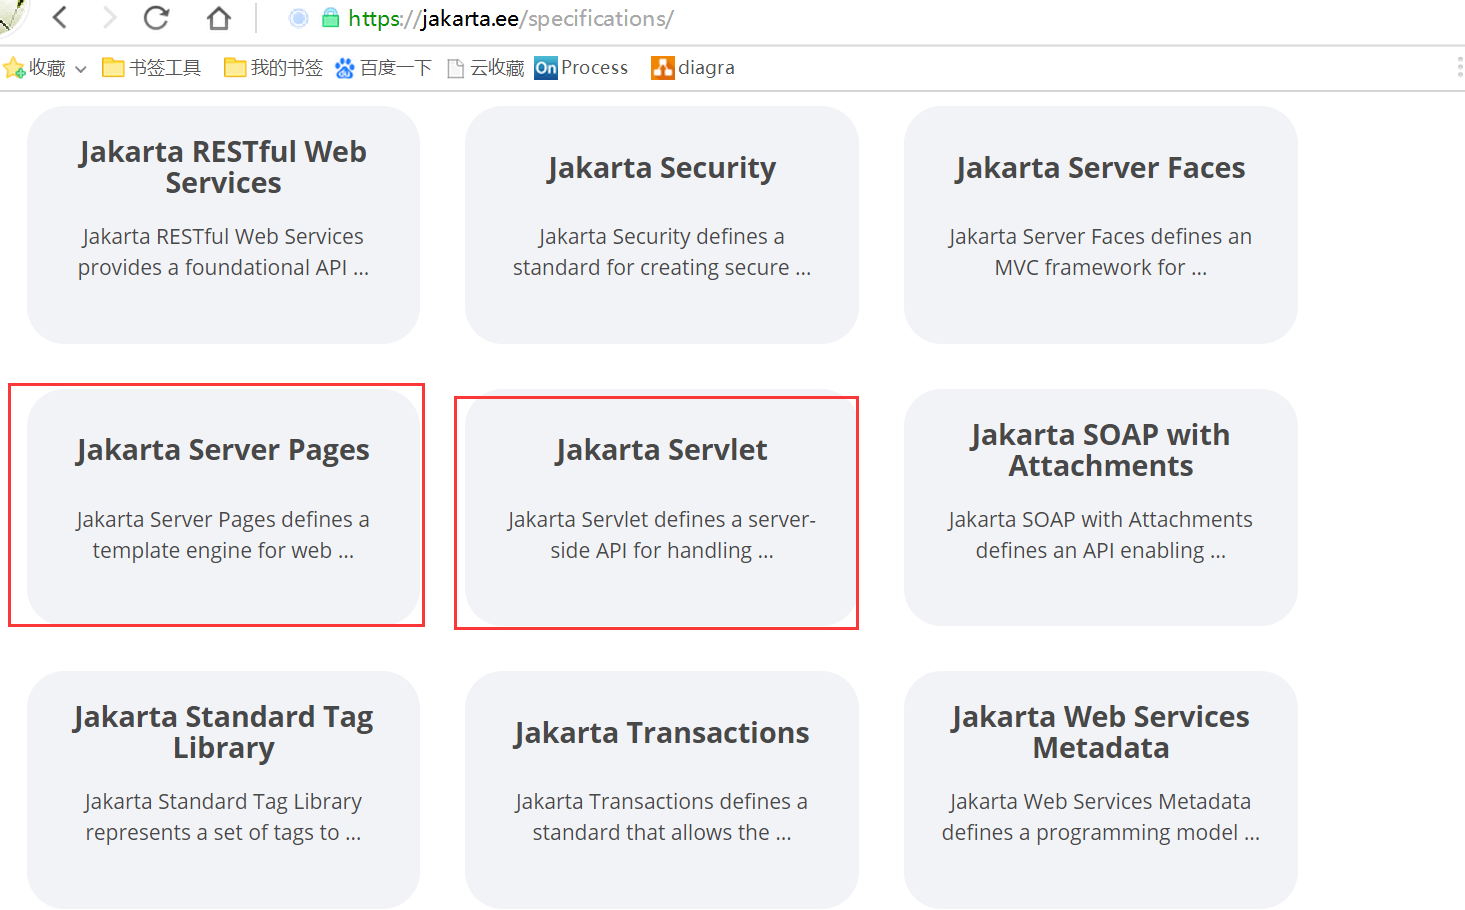 https://jakarta.ee/specifications/
收藏 书签工具 我的书签 百度一下 云收藏 On Process diagra
Jakarta RESTful Web
Services
Jakarta RESTful Web Services
provides a foundational API ...
Jakarta Security
Jakarta Security defines a
standard for creating secure ...
Jakarta Server Faces
Jakarta Server Faces defines an
MVC framework for ...
Jakarta Server Pages
Jakarta Server Pages defines a
template engine for web ...
Jakarta Servlet
Jakarta Servlet defines a server-
side API for handling ...
Jakarta SOAP with
Attachments
Jakarta SOAP with Attachments
defines an API enabling ...
Jakarta Standard Tag
Library
Jakarta Standard Tag Library
represents a set of tags to ...
Jakarta Transactions
Jakarta Transactions defines a
standard that allows the ...
Jakarta Web Services
Metadata
Jakarta Web Services Metadata
defines a programming model ...